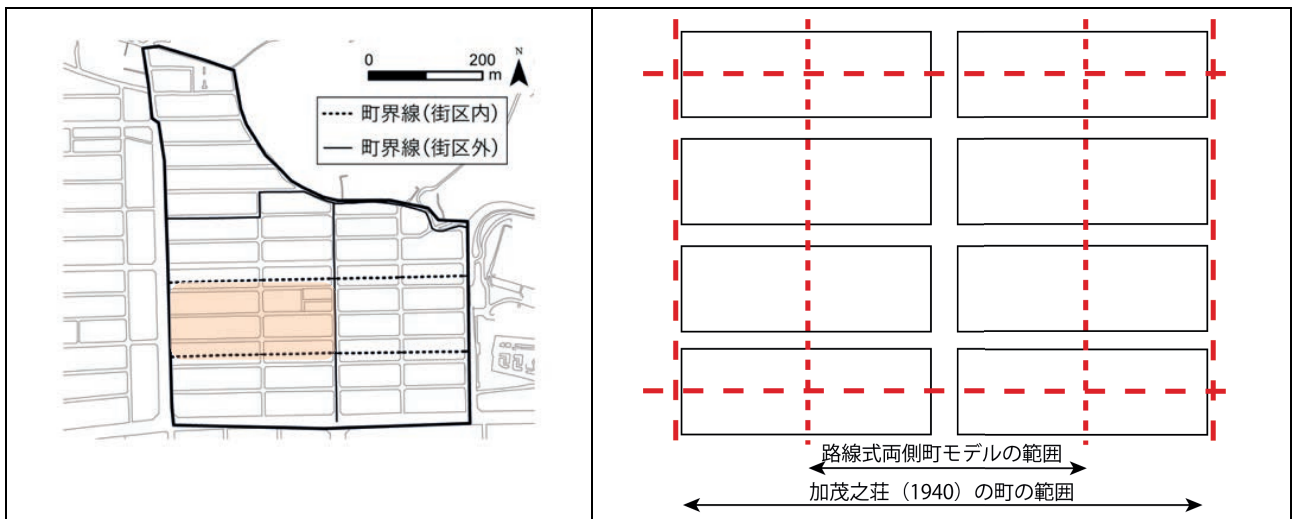 0 200
m
N
町界線(街区内)
町界線(街区外)
路線式両側町モデルの範囲
加茂之荘（1940）の町の範囲